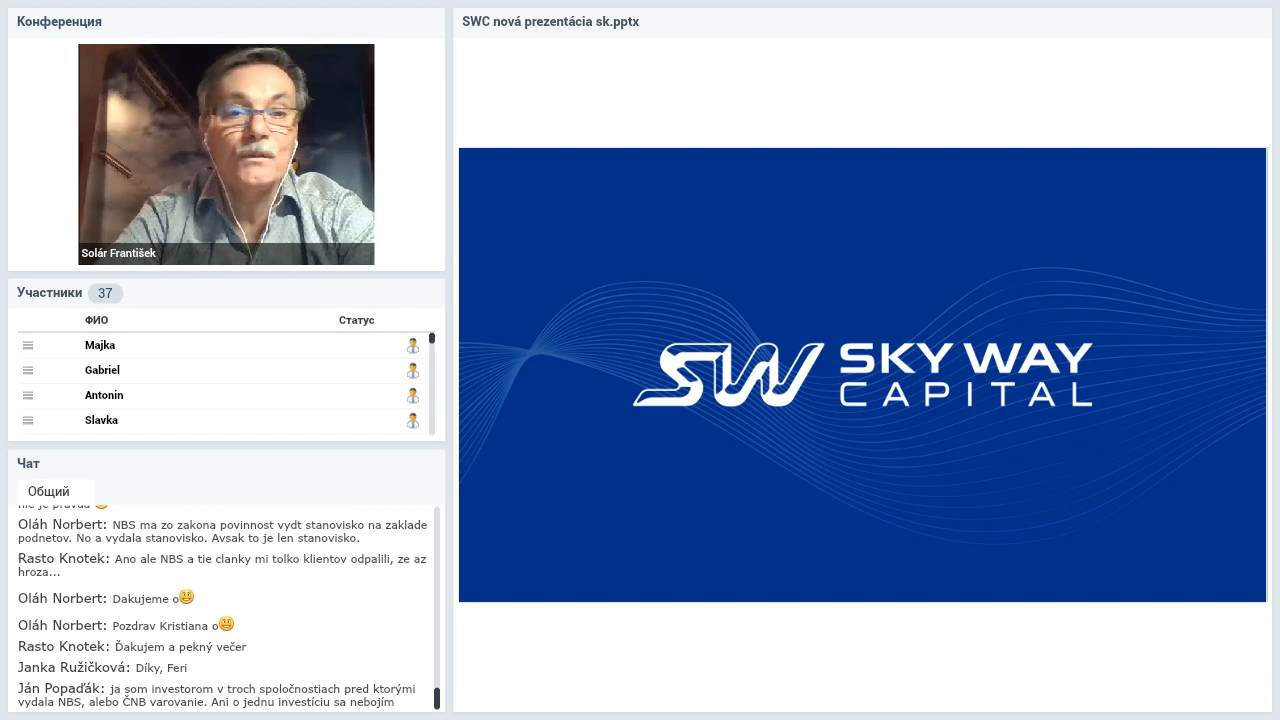 Конференция
Solár František
Участники 37
ФИО Статус
Majka
Gabriel
Antonin
Slavka
Чат
Общий
nie je pravda
Oláh Norbert: NBS ma zo zakona povinnost vydt stanovisko na zaklade
podnetov. No a vydala stanovisko. Avsak to je len stanovisko.
Rasto Knotek: Ano ale NBS a tie clanky mi tolko klientov odpalili, ze az
hroza...
Oláh Norbert: Dakujeme o
Oláh Norbert: Pozdrav Kristiana o
Rasto Knotek: Ďakujem a pekný večer
Janka Ružičková: Díky, Feri
Ján Popaďák: ja som investorom v troch spoločnostiach pred ktorými
vydala NBS, alebo ČNB varovanie. Ani o jednu investíciu sa nebojím
SWC nová prezentácia sk.pptx
SW SKY WAY
CAPITAL